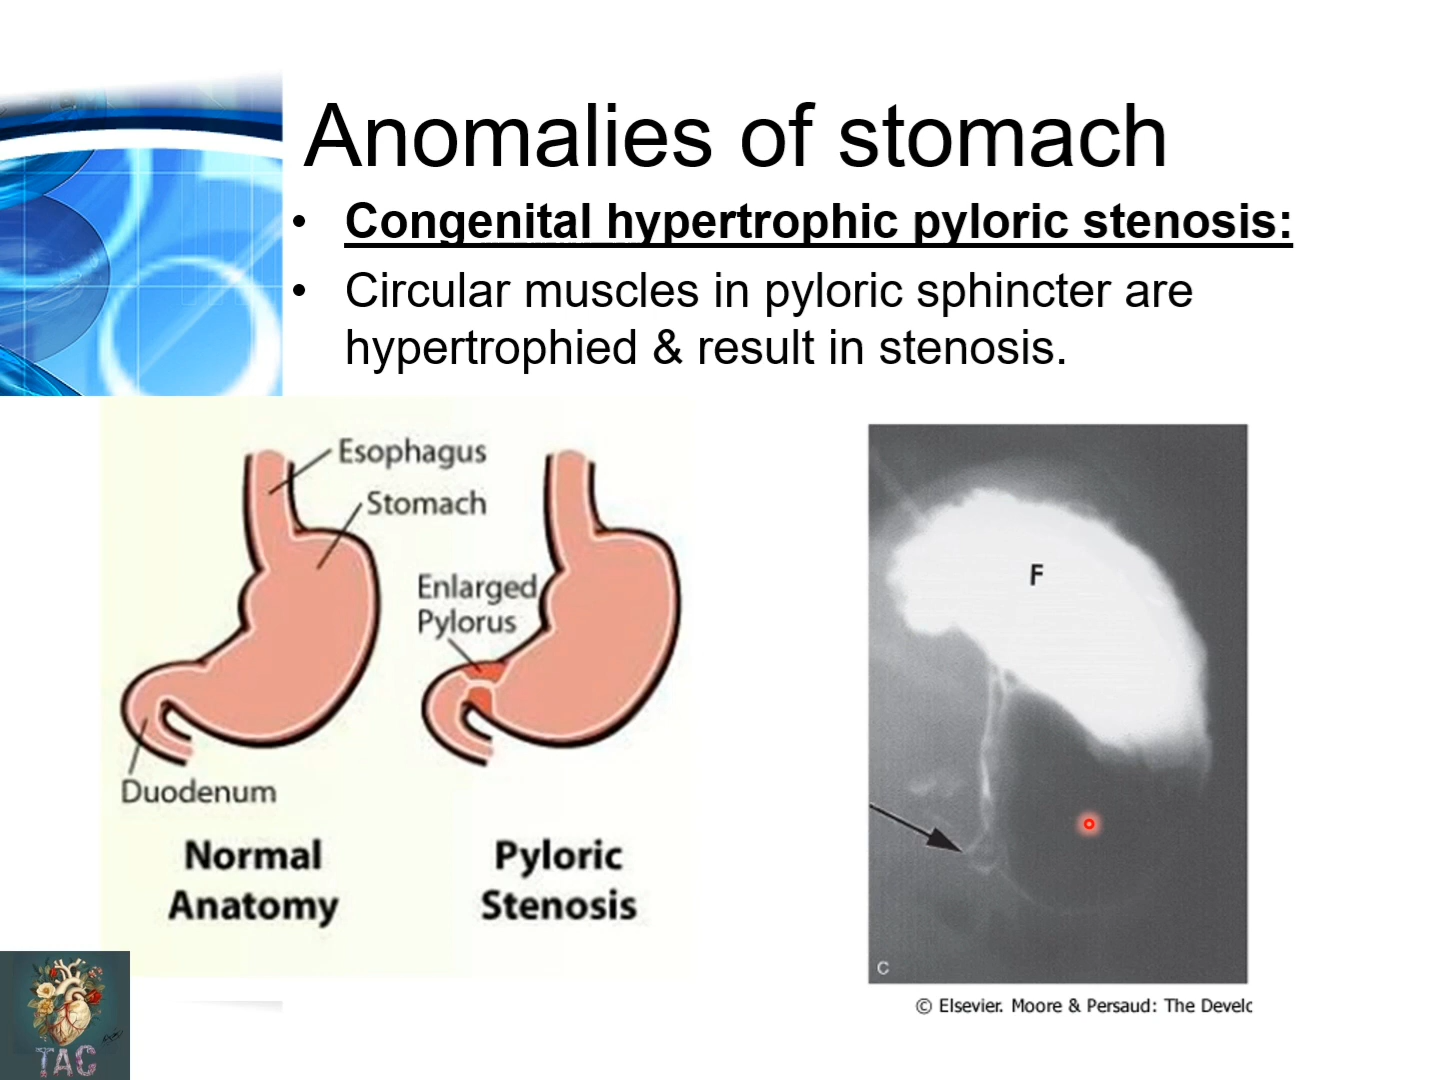 Anomalies of stomach
• Congenital hypertrophic pyloric stenosis:
• Circular muscles in pyloric sphincter are
hypertrophied & result in stenosis.
Esophagus
Stomach
Duodenum
Normal
Anatomy
Enlarged
Pylorus
Pyloric
Stenosis
F
C
© Elsevier. Moore & Persaud: The Develo
TAC